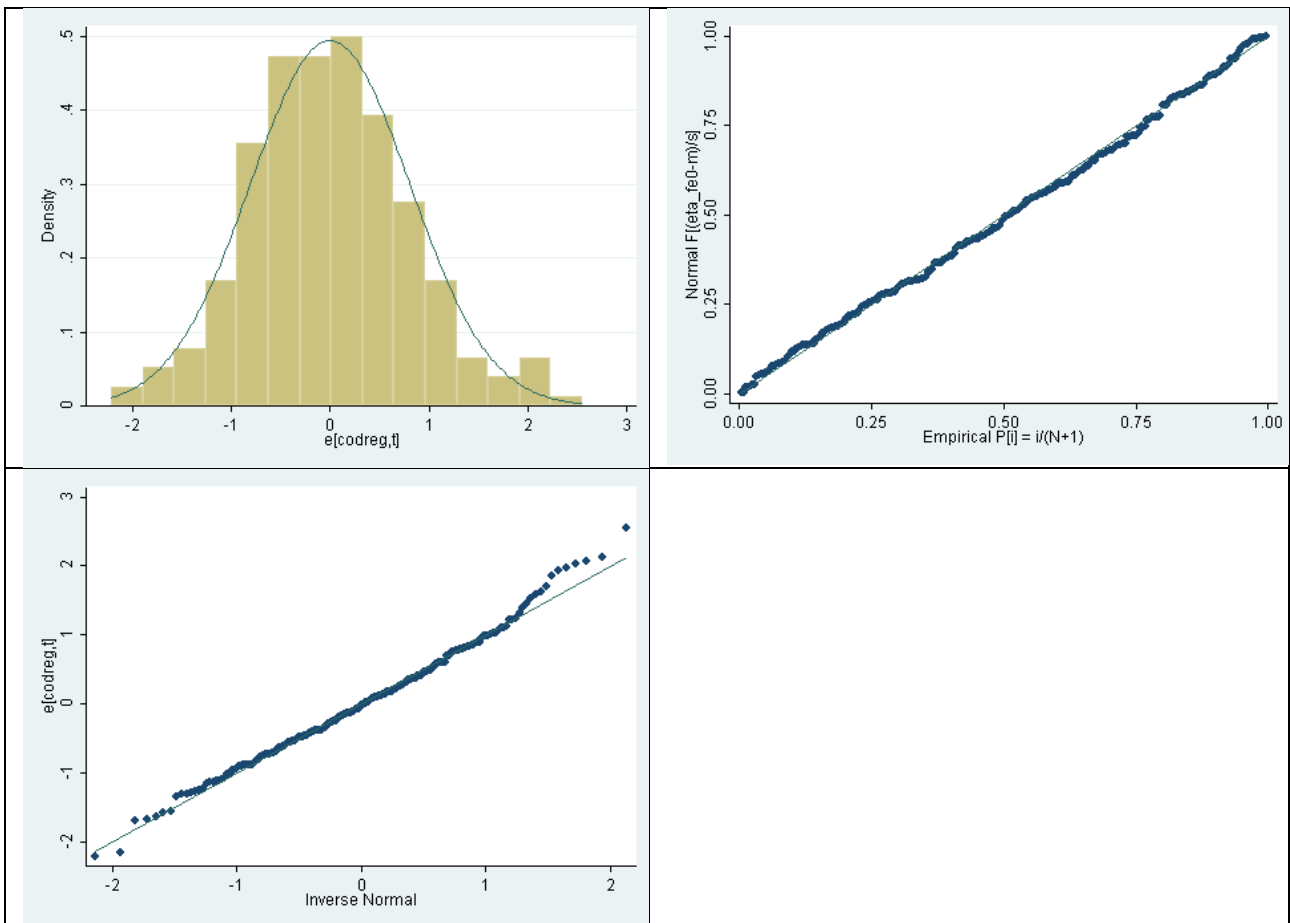 Density
.5
.4
.3
.2
.1
0
-2 -1 0 1 2 3
e[codreg,t]
Normal F[(eta_fe0-m)/s]
1.00
0.75
0.50
0.25
0.00
0.00 0.25 0.50 0.75 1.00
Empirical P[i] = i/(N+1)
e[codreg,t]
3
2
1
0
-1
-2
-2 -1 0 1 2
Inverse Normal